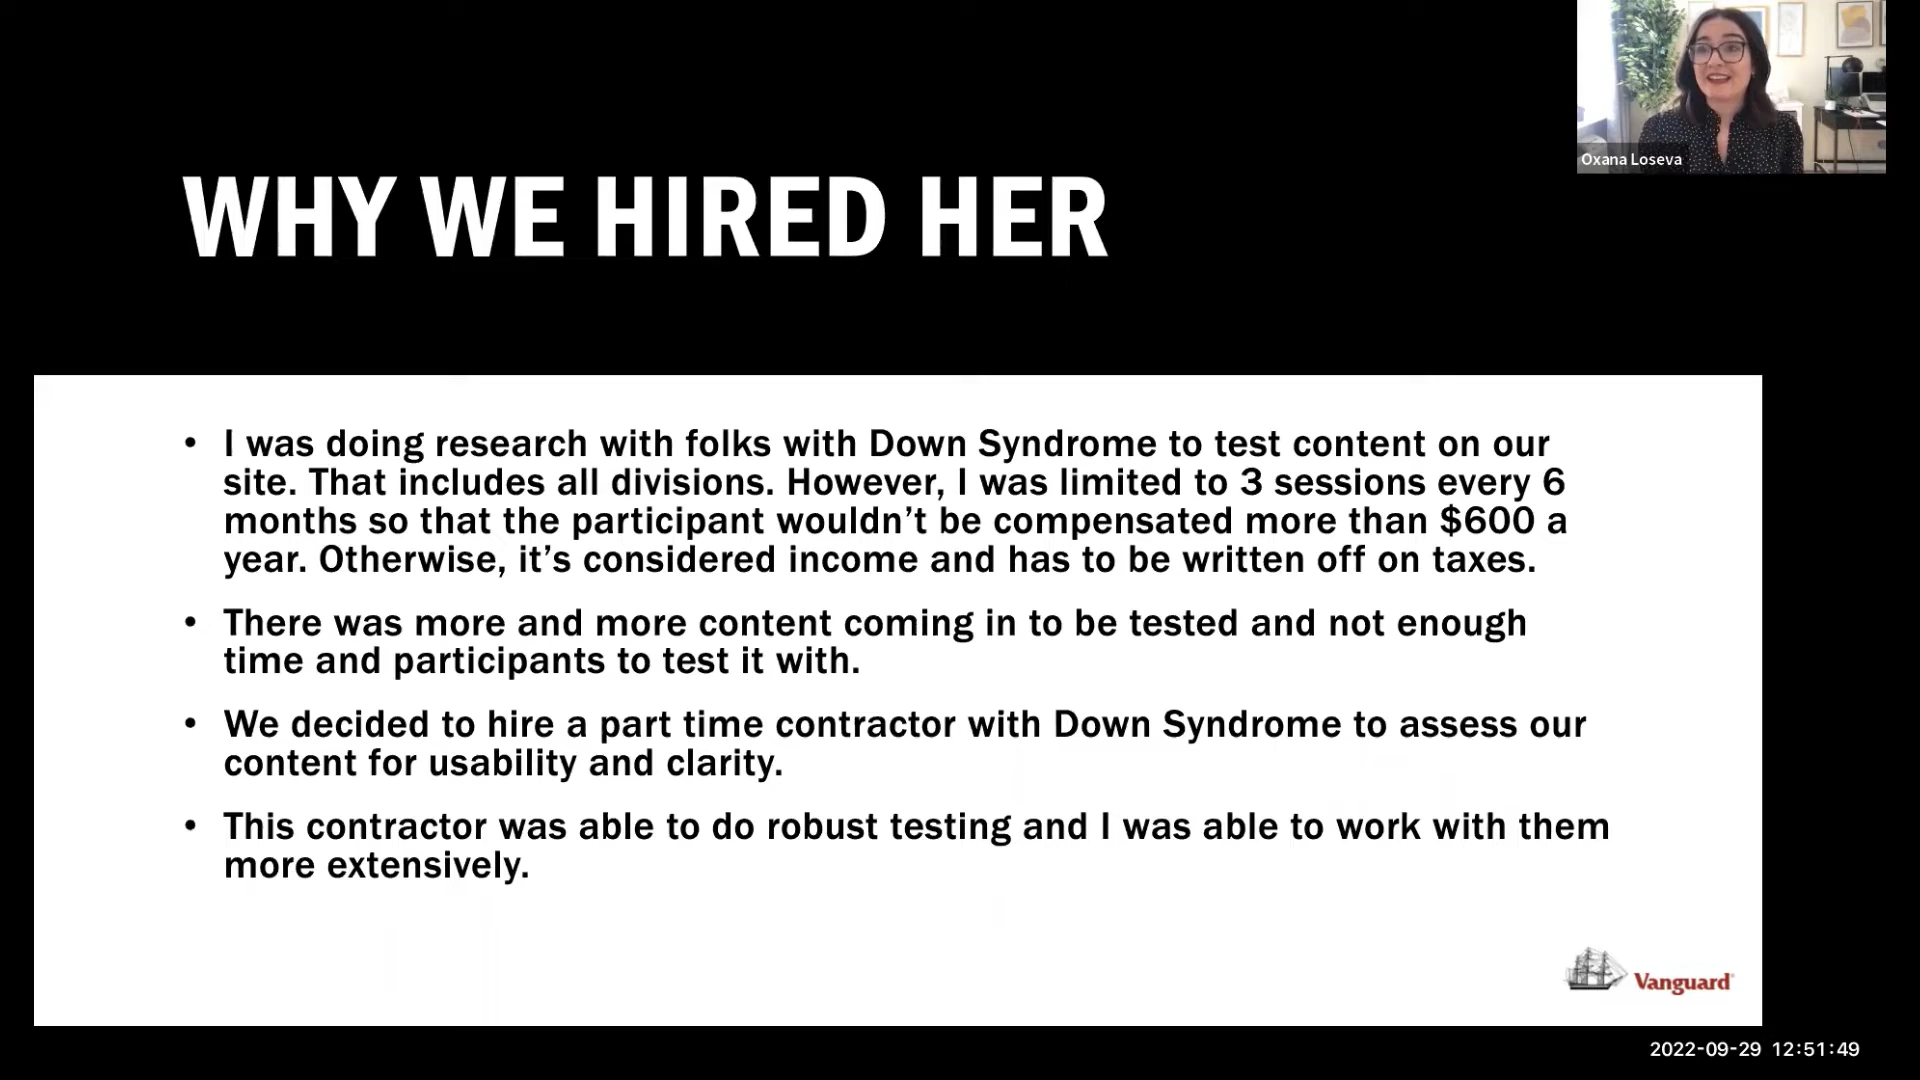 Oxana Loseva
WHY WE HIRED HER
• I was doing research with folks with Down Syndrome to test content on our
site. That includes all divisions. However, I was limited to 3 sessions every 6
months so that the participant wouldn’t be compensated more than $600 a
year. Otherwise, it’s considered income and has to be written off on taxes.
• There was more and more content coming in to be tested and not enough
time and participants to test it with.
• We decided to hire a part time contractor with Down Syndrome to assess our
content for usability and clarity.
• This contractor was able to do robust testing and I was able to work with them
more extensively.
Vanguard
2022-09-29 12:51:49